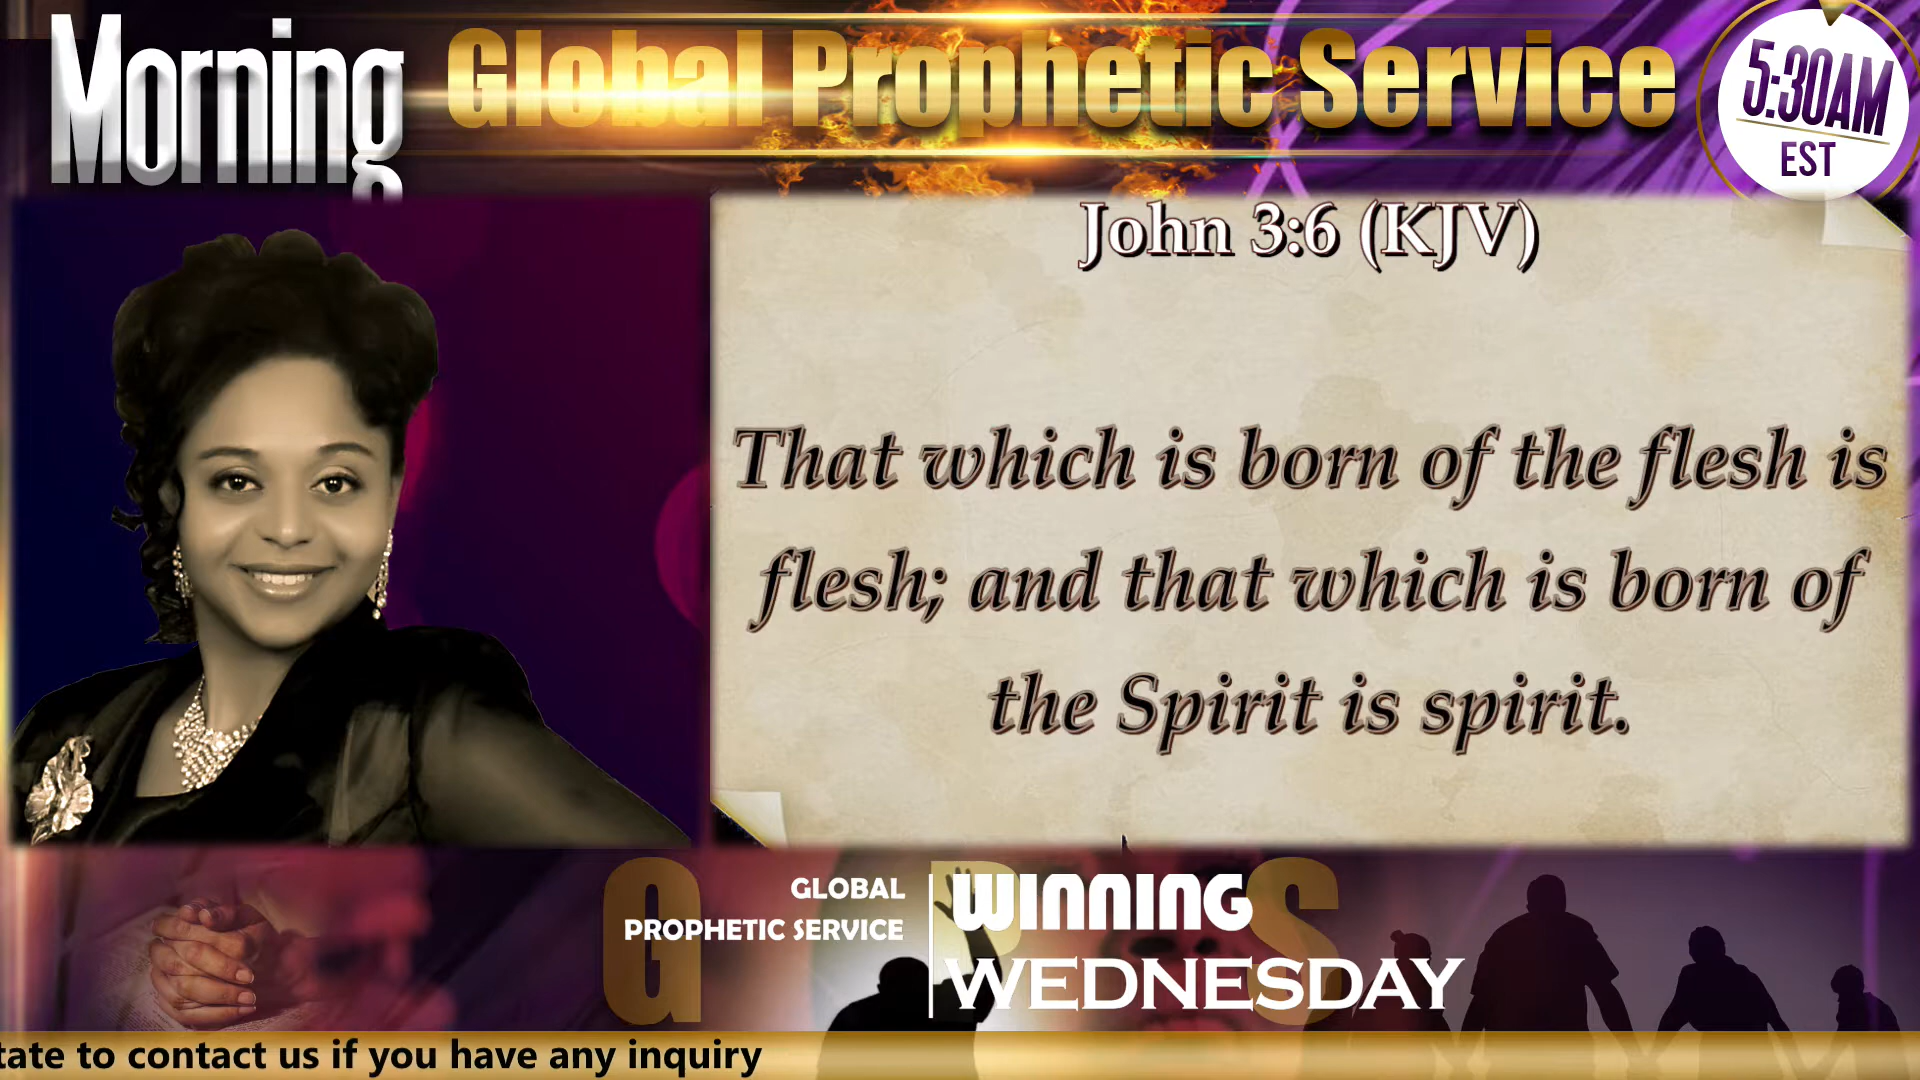 Morning
Global Prophetic Service
5:30AM
EST
John 3:6 (KJV)
That which is born of the flesh is
flesh; and that which is born of
the Spirit is spirit.
G P S
GLOBAL
PROPHETIC SERVICE
WINNING
WEDNESDAY
to contact us if you have any inquiry